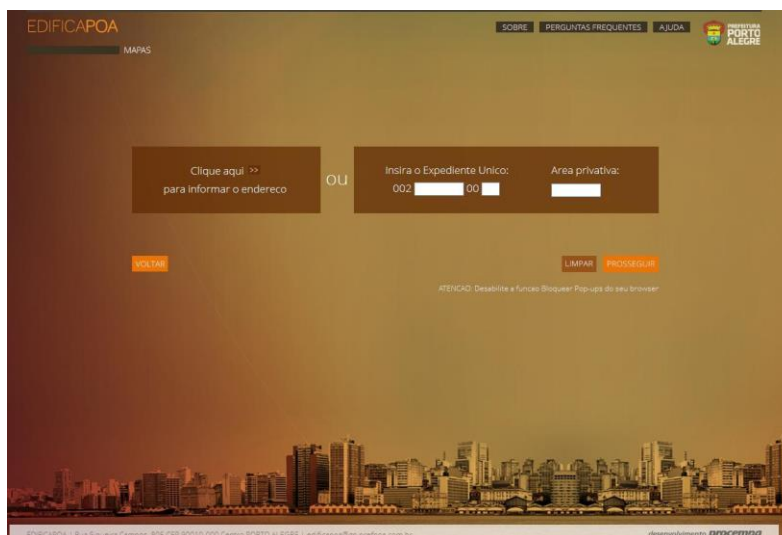 EDIFICAPOA
SOBRE PERGUNTAS FREQUENTES AJUDA
PREFEITURA
PORTO
ALEGRE
MAPAS
Clique aqui >>
para informar o endereco
ou
Insira o Expediente Unico:
002 00
Area privativa:
VOLTAR
LIMPAR PROSSEGUIR
ATENCAO: Desabilite a funcao Bloquear Pop-ups do seu browser
desenvolvimento procempa